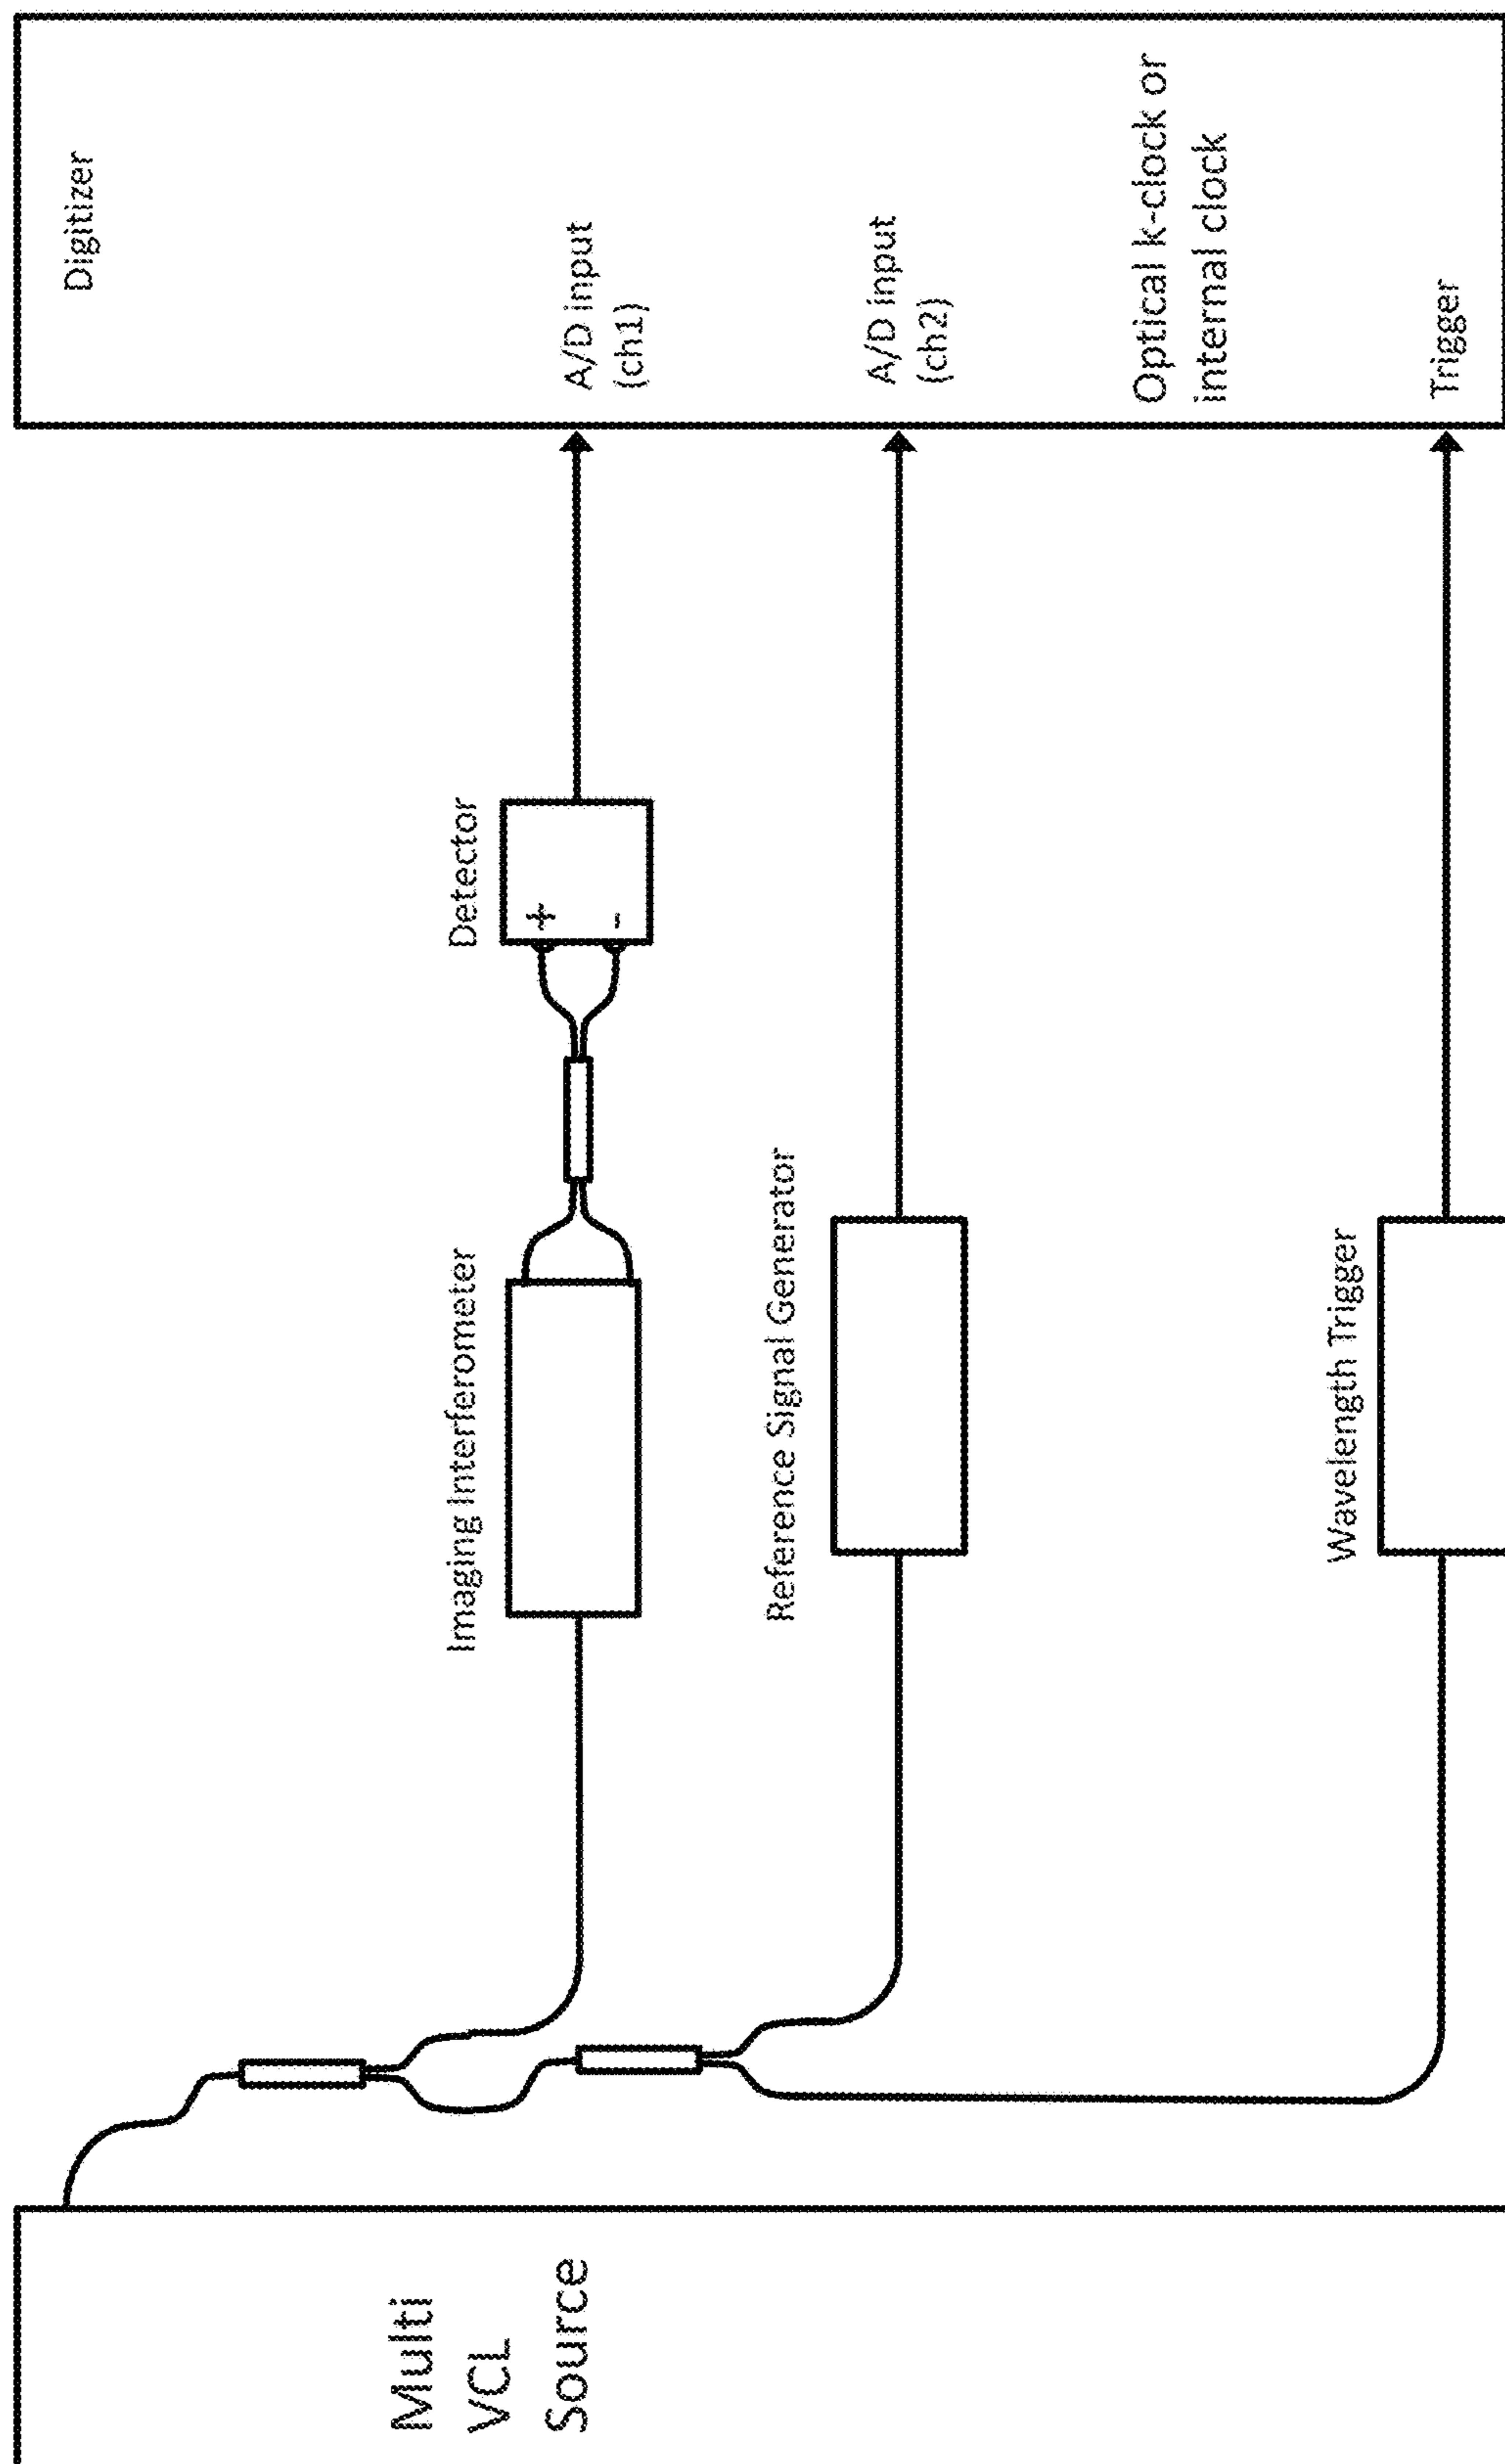 Multi
VCL
Source
Imaging Interferometer
Detector
+
-
Reference Signal Generator
Wavelength Trigger
Digitizer
A/D input
(ch1)
A/D input
(ch2)
Optical k-clock or
internal clock
Trigger